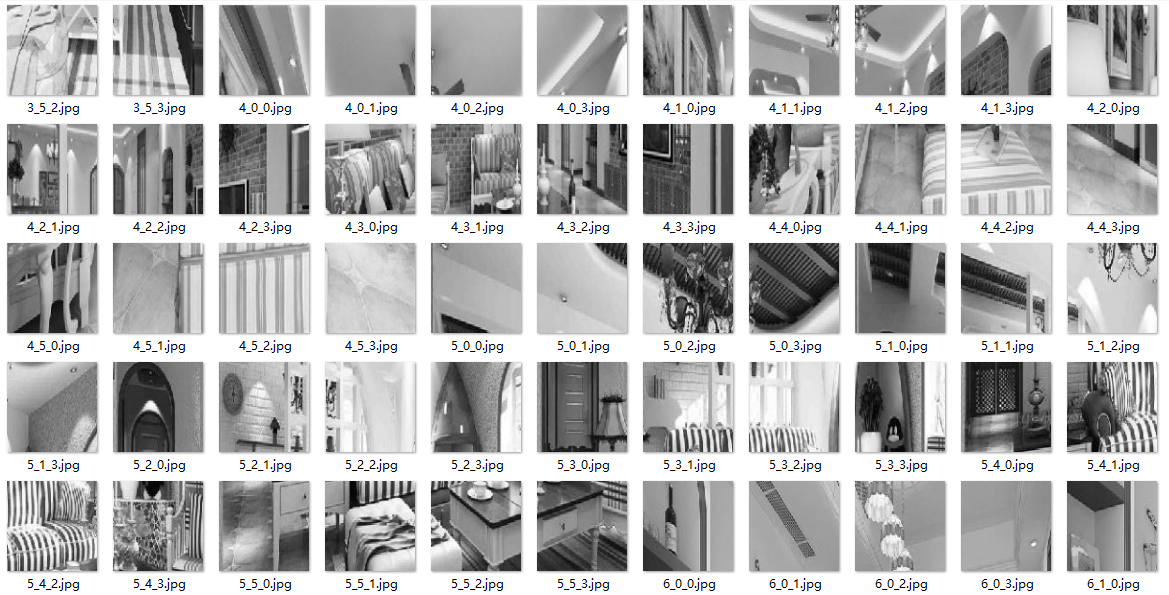 3_5_2.jpg 3_5_3.jpg 4_0_0.jpg 4_0_1.jpg 4_0_2.jpg 4_0_3.jpg 4_1_0.jpg 4_1_1.jpg 4_1_2.jpg 4_1_3.jpg 4_2_0.jpg
4_2_1.jpg 4_2_2.jpg 4_2_3.jpg 4_3_0.jpg 4_3_1.jpg 4_3_2.jpg 4_3_3.jpg 4_4_0.jpg 4_4_1.jpg 4_4_2.jpg 4_4_3.jpg
4_5_0.jpg 4_5_1.jpg 4_5_2.jpg 4_5_3.jpg 5_0_0.jpg 5_0_1.jpg 5_0_2.jpg 5_0_3.jpg 5_1_0.jpg 5_1_1.jpg 5_1_2.jpg
5_1_3.jpg 5_2_0.jpg 5_2_1.jpg 5_2_2.jpg 5_2_3.jpg 5_3_0.jpg 5_3_1.jpg 5_3_2.jpg 5_3_3.jpg 5_4_0.jpg 5_4_1.jpg
5_4_2.jpg 5_4_3.jpg 5_5_0.jpg 5_5_1.jpg 5_5_2.jpg 5_5_3.jpg 6_0_0.jpg 6_0_1.jpg 6_0_2.jpg 6_0_3.jpg 6_1_0.jpg